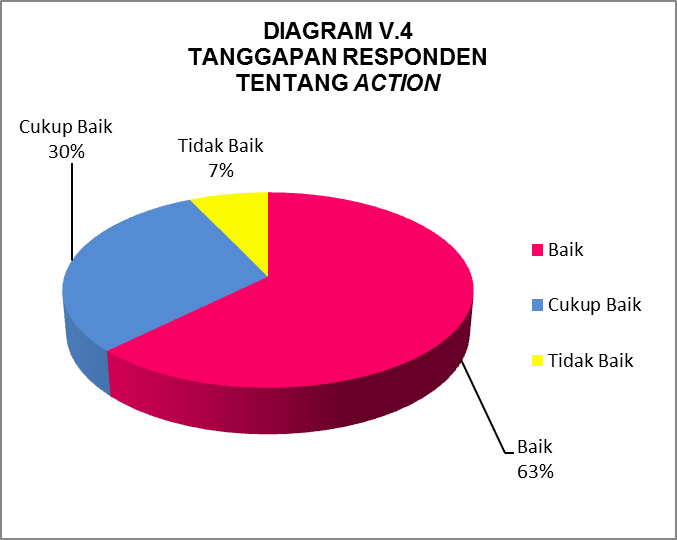 DIAGRAM V.4
TANGGAPAN RESPONDEN
TENTANG ACTION
Cukup Baik
30%
Tidak Baik
7%
Baik
Cukup Baik
Tidak Baik
Baik
63%